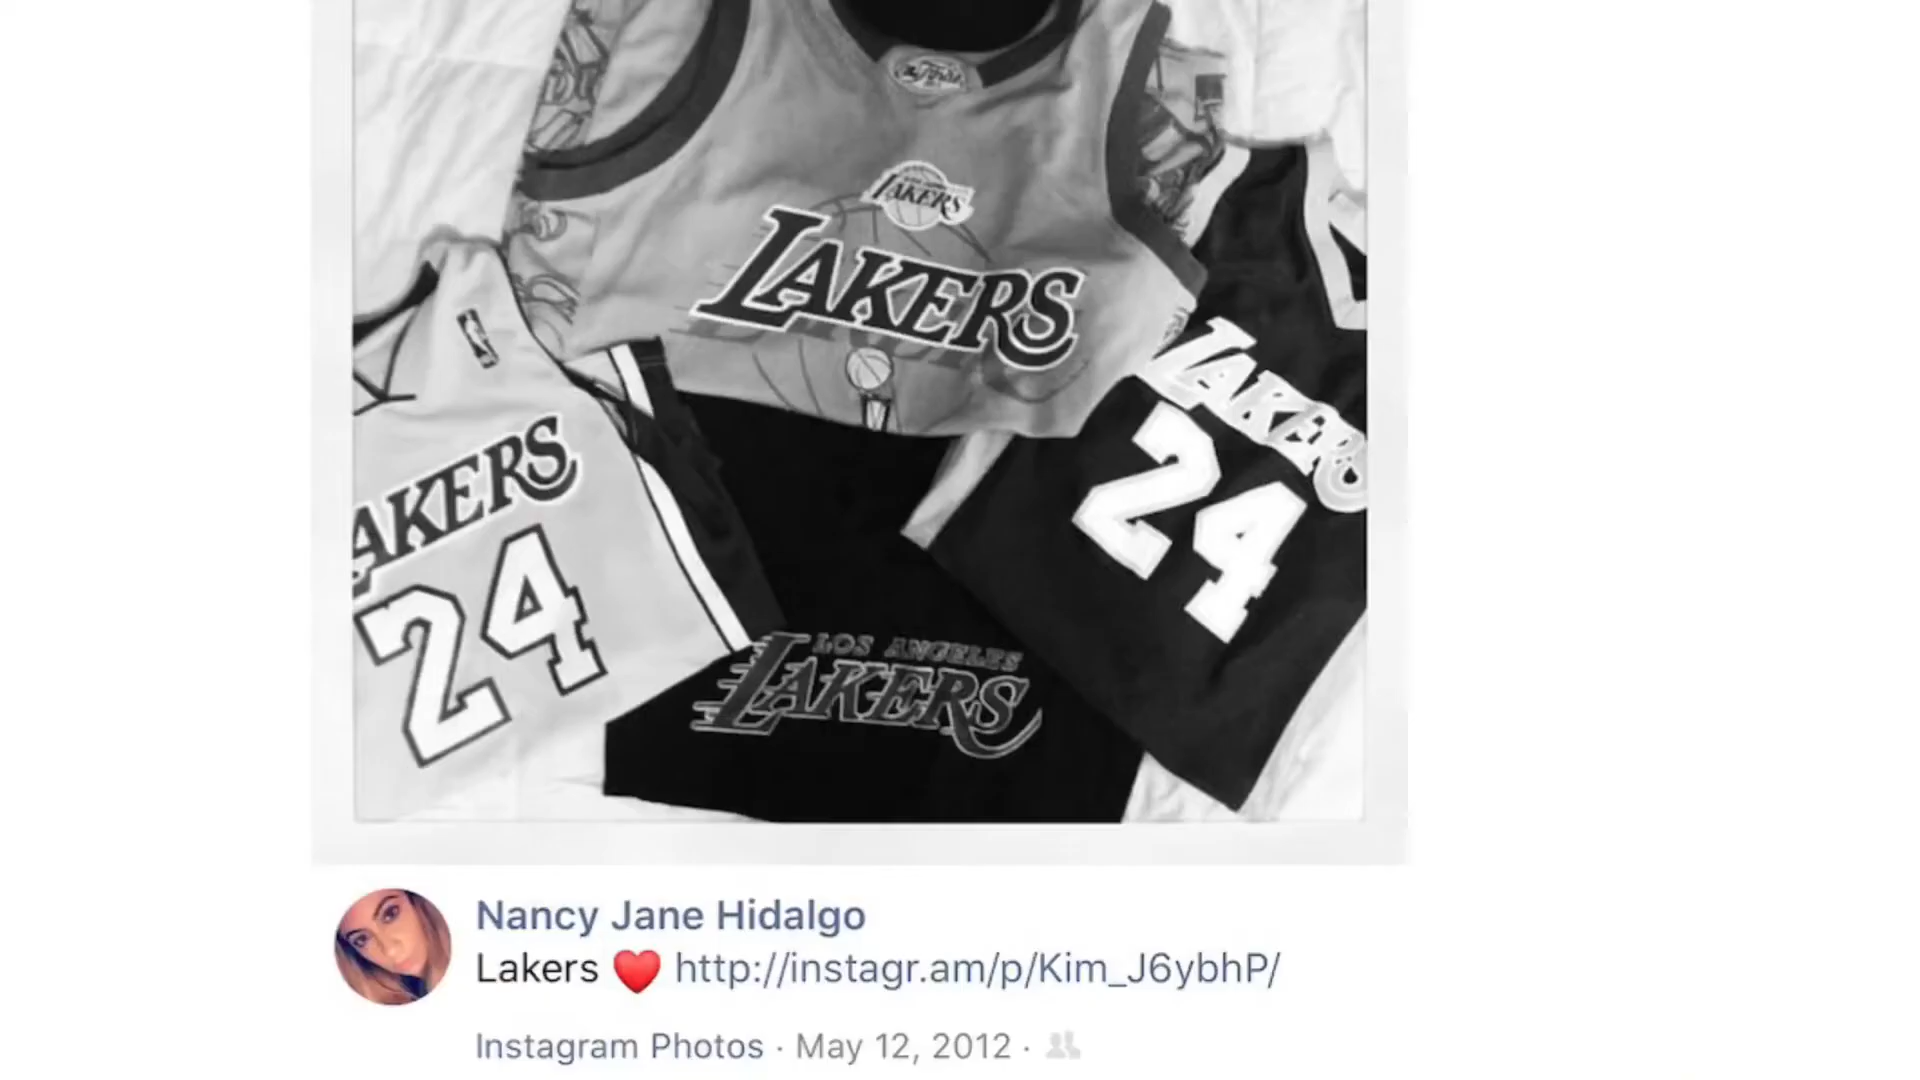 LAKERS
LAKERS
LAKERS
24
AKERS
24
LOS ANGELES
LAKERS
Nancy Jane Hidalgo
Lakers ❤️ http://instagr.am/p/Kim_J6ybhP/
Instagram Photos · May 12, 2012 ·